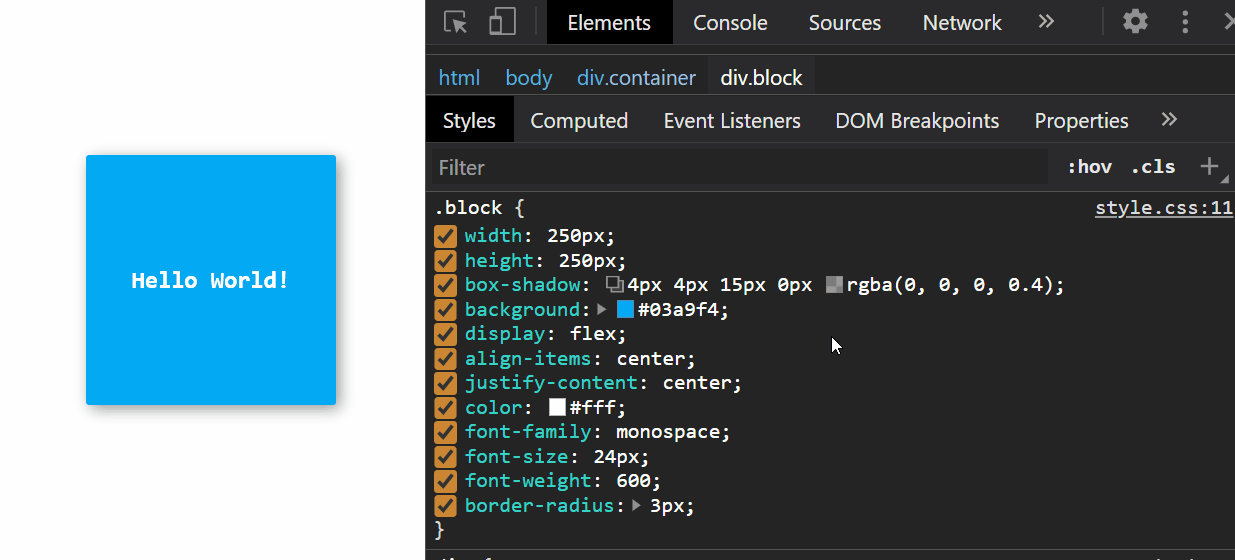 Elements Console Sources Network »
html body div.container div.block
Styles Computed Event Listeners DOM Breakpoints Properties »
Filter :hov .cls +
.block { style.css:11
width: 250px;
height: 250px;
box-shadow: 4px 4px 15px 0px rgba(0, 0, 0, 0.4);
background: #03a9f4;
display: flex;
align-items: center;
justify-content: center;
color: #fff;
font-family: monospace;
font-size: 24px;
font-weight: 600;
border-radius: 3px;
}
Hello World!